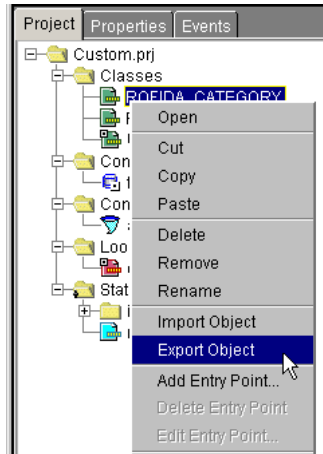 Project Properties Events
Custom.prj
Classes
ROFIDA_CATEGORY
Open
Cut
Con
Copy
Paste
Con
Delete
Loo
Remove
Stat
Rename
Import Object
Export Object
Add Entry Point...
Delete Entry Point
Edit Entry Point...